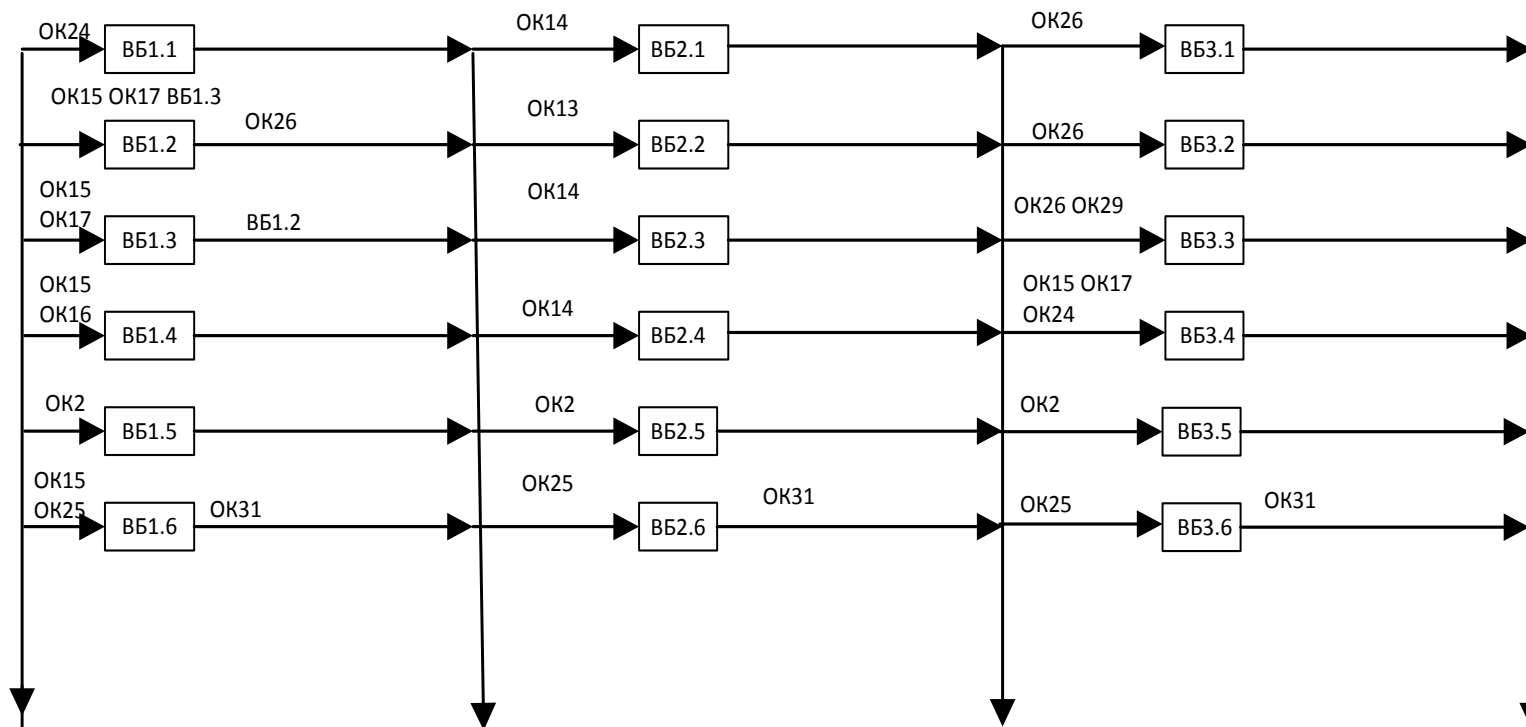 ОК24 ВБ1.1 ОК14 ВБ2.1 ОК26 ВБ3.1
ОК15 ОК17 ВБ1.3
ВБ1.2 ОК26 ОК13 ВБ2.2 ОК26 ВБ3.2
ОК15
ОК17 ВБ1.3 ВБ1.2 ОК14 ВБ2.3 ОК26 ОК29 ВБ3.3
ОК15
ОК16 ВБ1.4 ОК14 ВБ2.4 ОК15 ОК17
ОК24 ВБ3.4
ОК2 ВБ1.5 ОК2 ВБ2.5 ОК2 ВБ3.5
ОК15
ОК25 ВБ1.6 ОК31 ОК25 ВБ2.6 ОК31 ОК25 ВБ3.6 ОК31